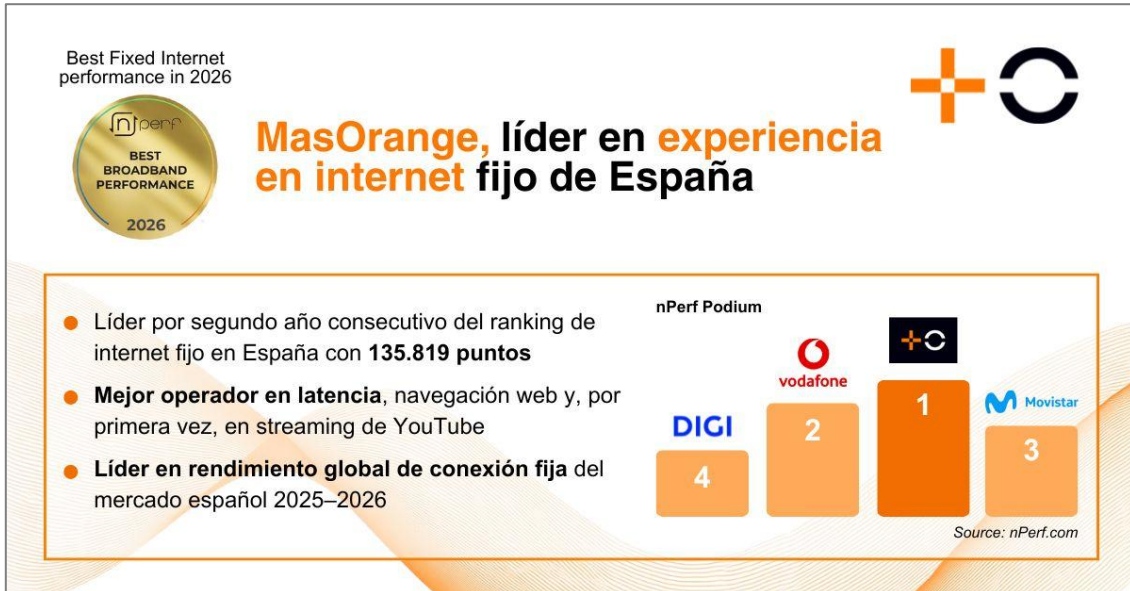 Best Fixed Internet
performance in 2026
nperf
BEST
BROADBAND
PERFORMANCE
2026
MasOrange, líder en experiencia
en internet fijo de España
Líder por segundo año consecutivo del ranking de
internet fijo en España con 135.819 puntos
Mejor operador en latencia, navegación web y, por
primera vez, en streaming de YouTube
Líder en rendimiento global de conexión fija del
mercado español 2025–2026
nPerf Podium
DIGI
4
vodafone
2
1
Movistar
3
Source: nPerf.com